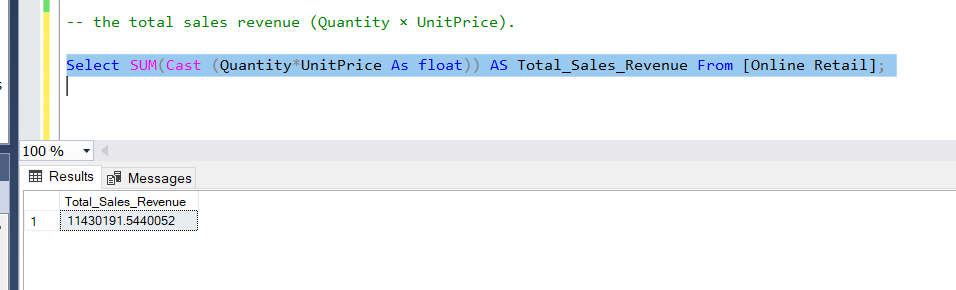 -- the total sales revenue (Quantity × UnitPrice).
Select SUM(Cast (Quantity*UnitPrice As float)) AS Total_Sales_Revenue From [Online Retail];
100 %
Results Messages
Total_Sales_Revenue
1 11430191.5440052